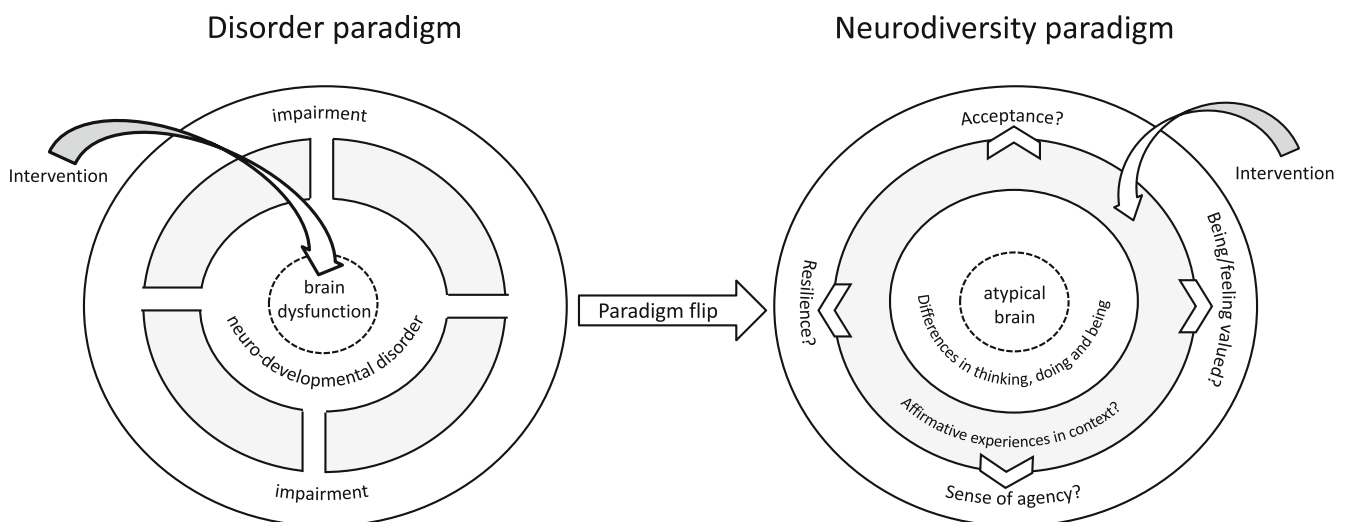 Disorder paradigm
impairment
Intervention
brain
dysfunction
neuro-developmental disorder
impairment
Paradigm flip
Neurodiversity paradigm
Acceptance?
Intervention
Being/feeling valued?
Resilience?
atypical
brain
Differences in thinking, doing and being
Affirmative experiences in context?
Sense of agency?